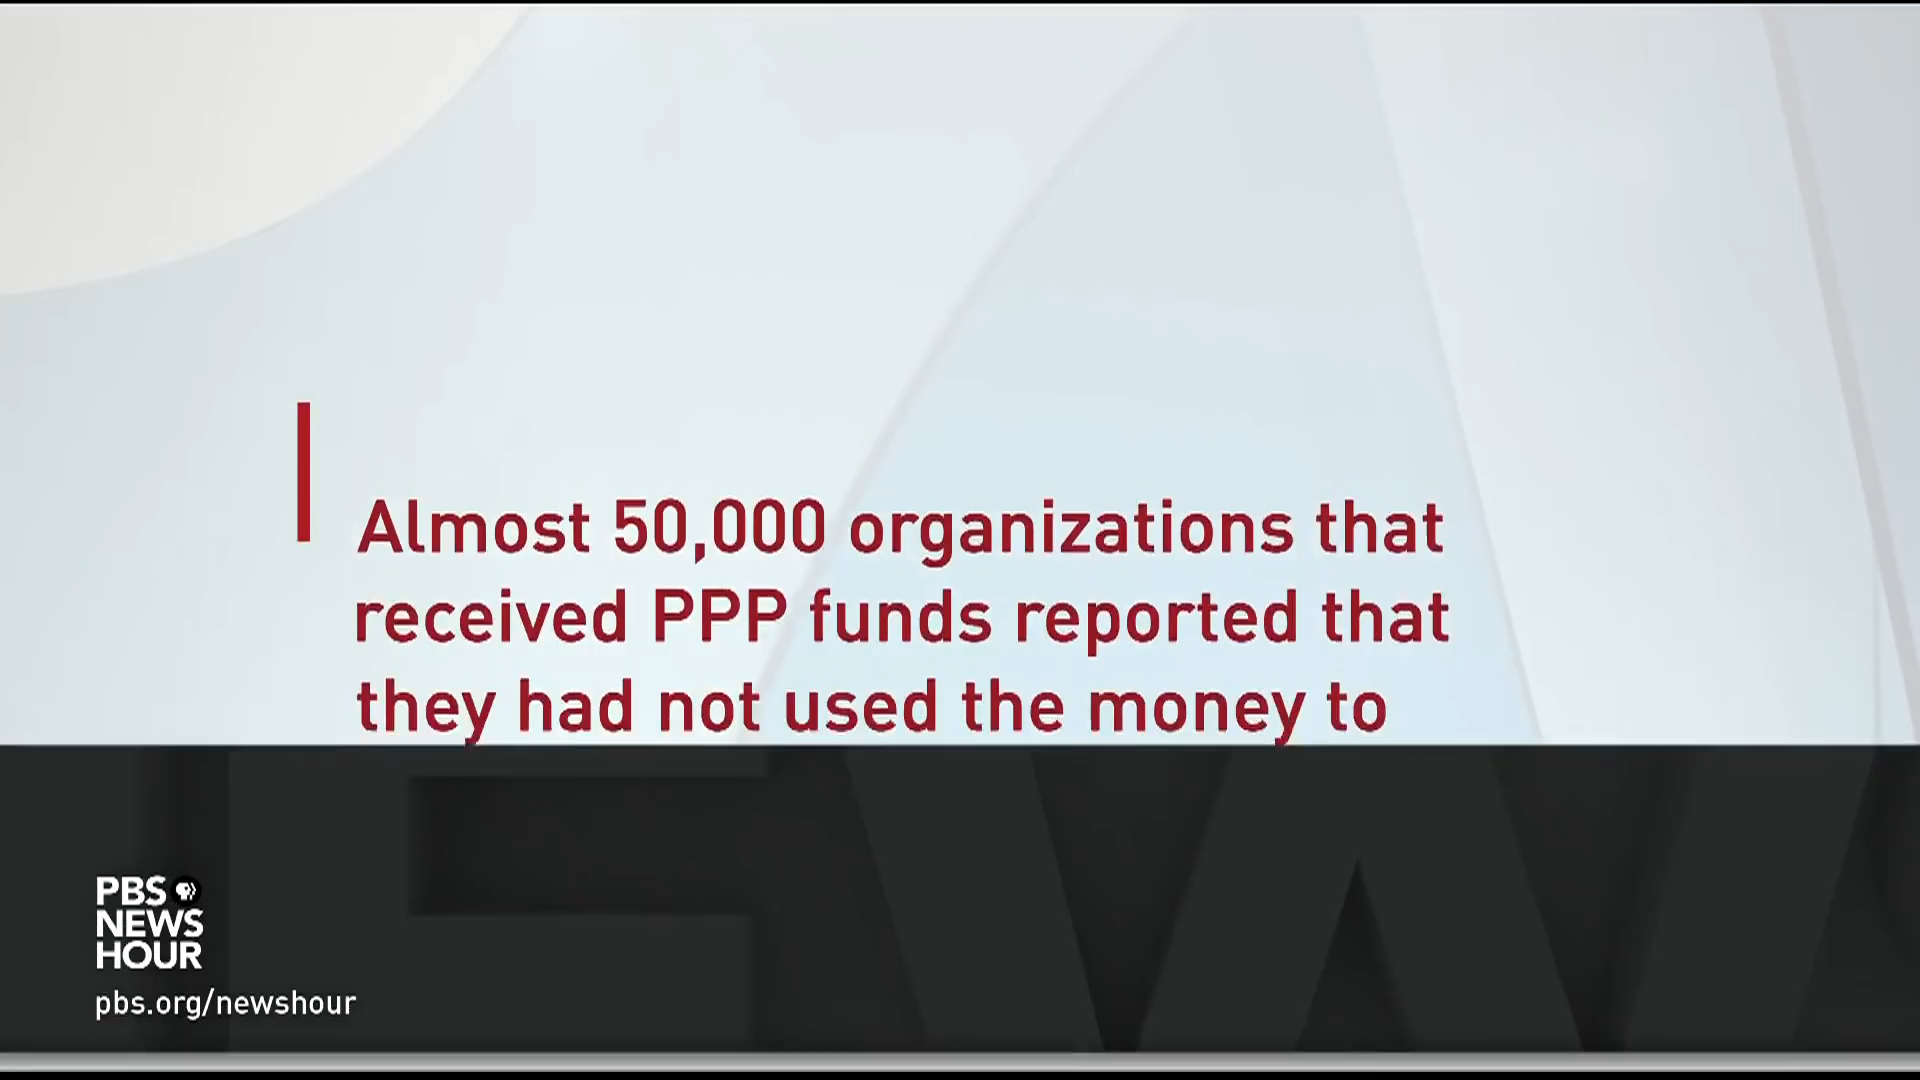 Almost 50,000 organizations that
received PPP funds reported that
they had not used the money to
PBS
NEWS
HOUR
pbs.org/newshour